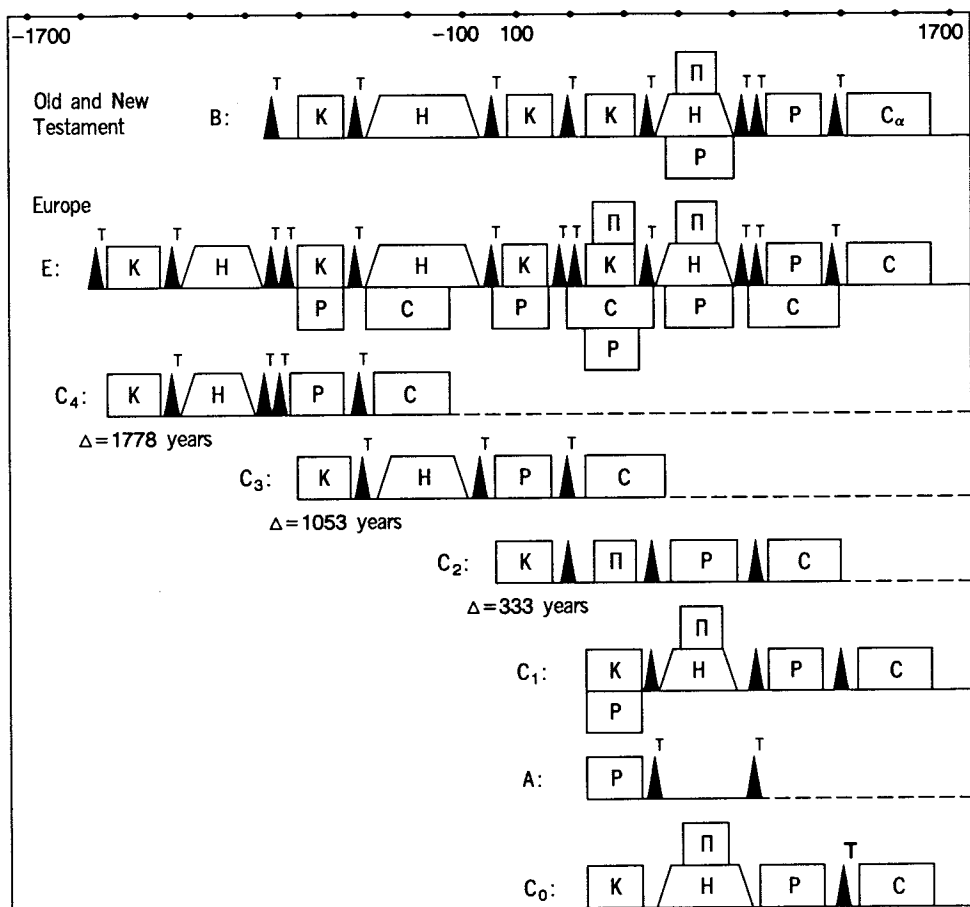 −1700 −100 100 1700
T T T T T Π T T T
Old and New
Testament B: K H K K H P Cα
P
Europe
T T T T T T T T Π T Π T T T
E: K H K H K K H P C
P C P C P C
P
T T T T
C₄: K H P C
Δ=1778 years
T T T
C₃: K H P C
Δ=1053 years
C₂: K Π P C
Δ=333 years
Π
C₁: K H P C
P
T T
A: P
Π T
C₀: K H P C